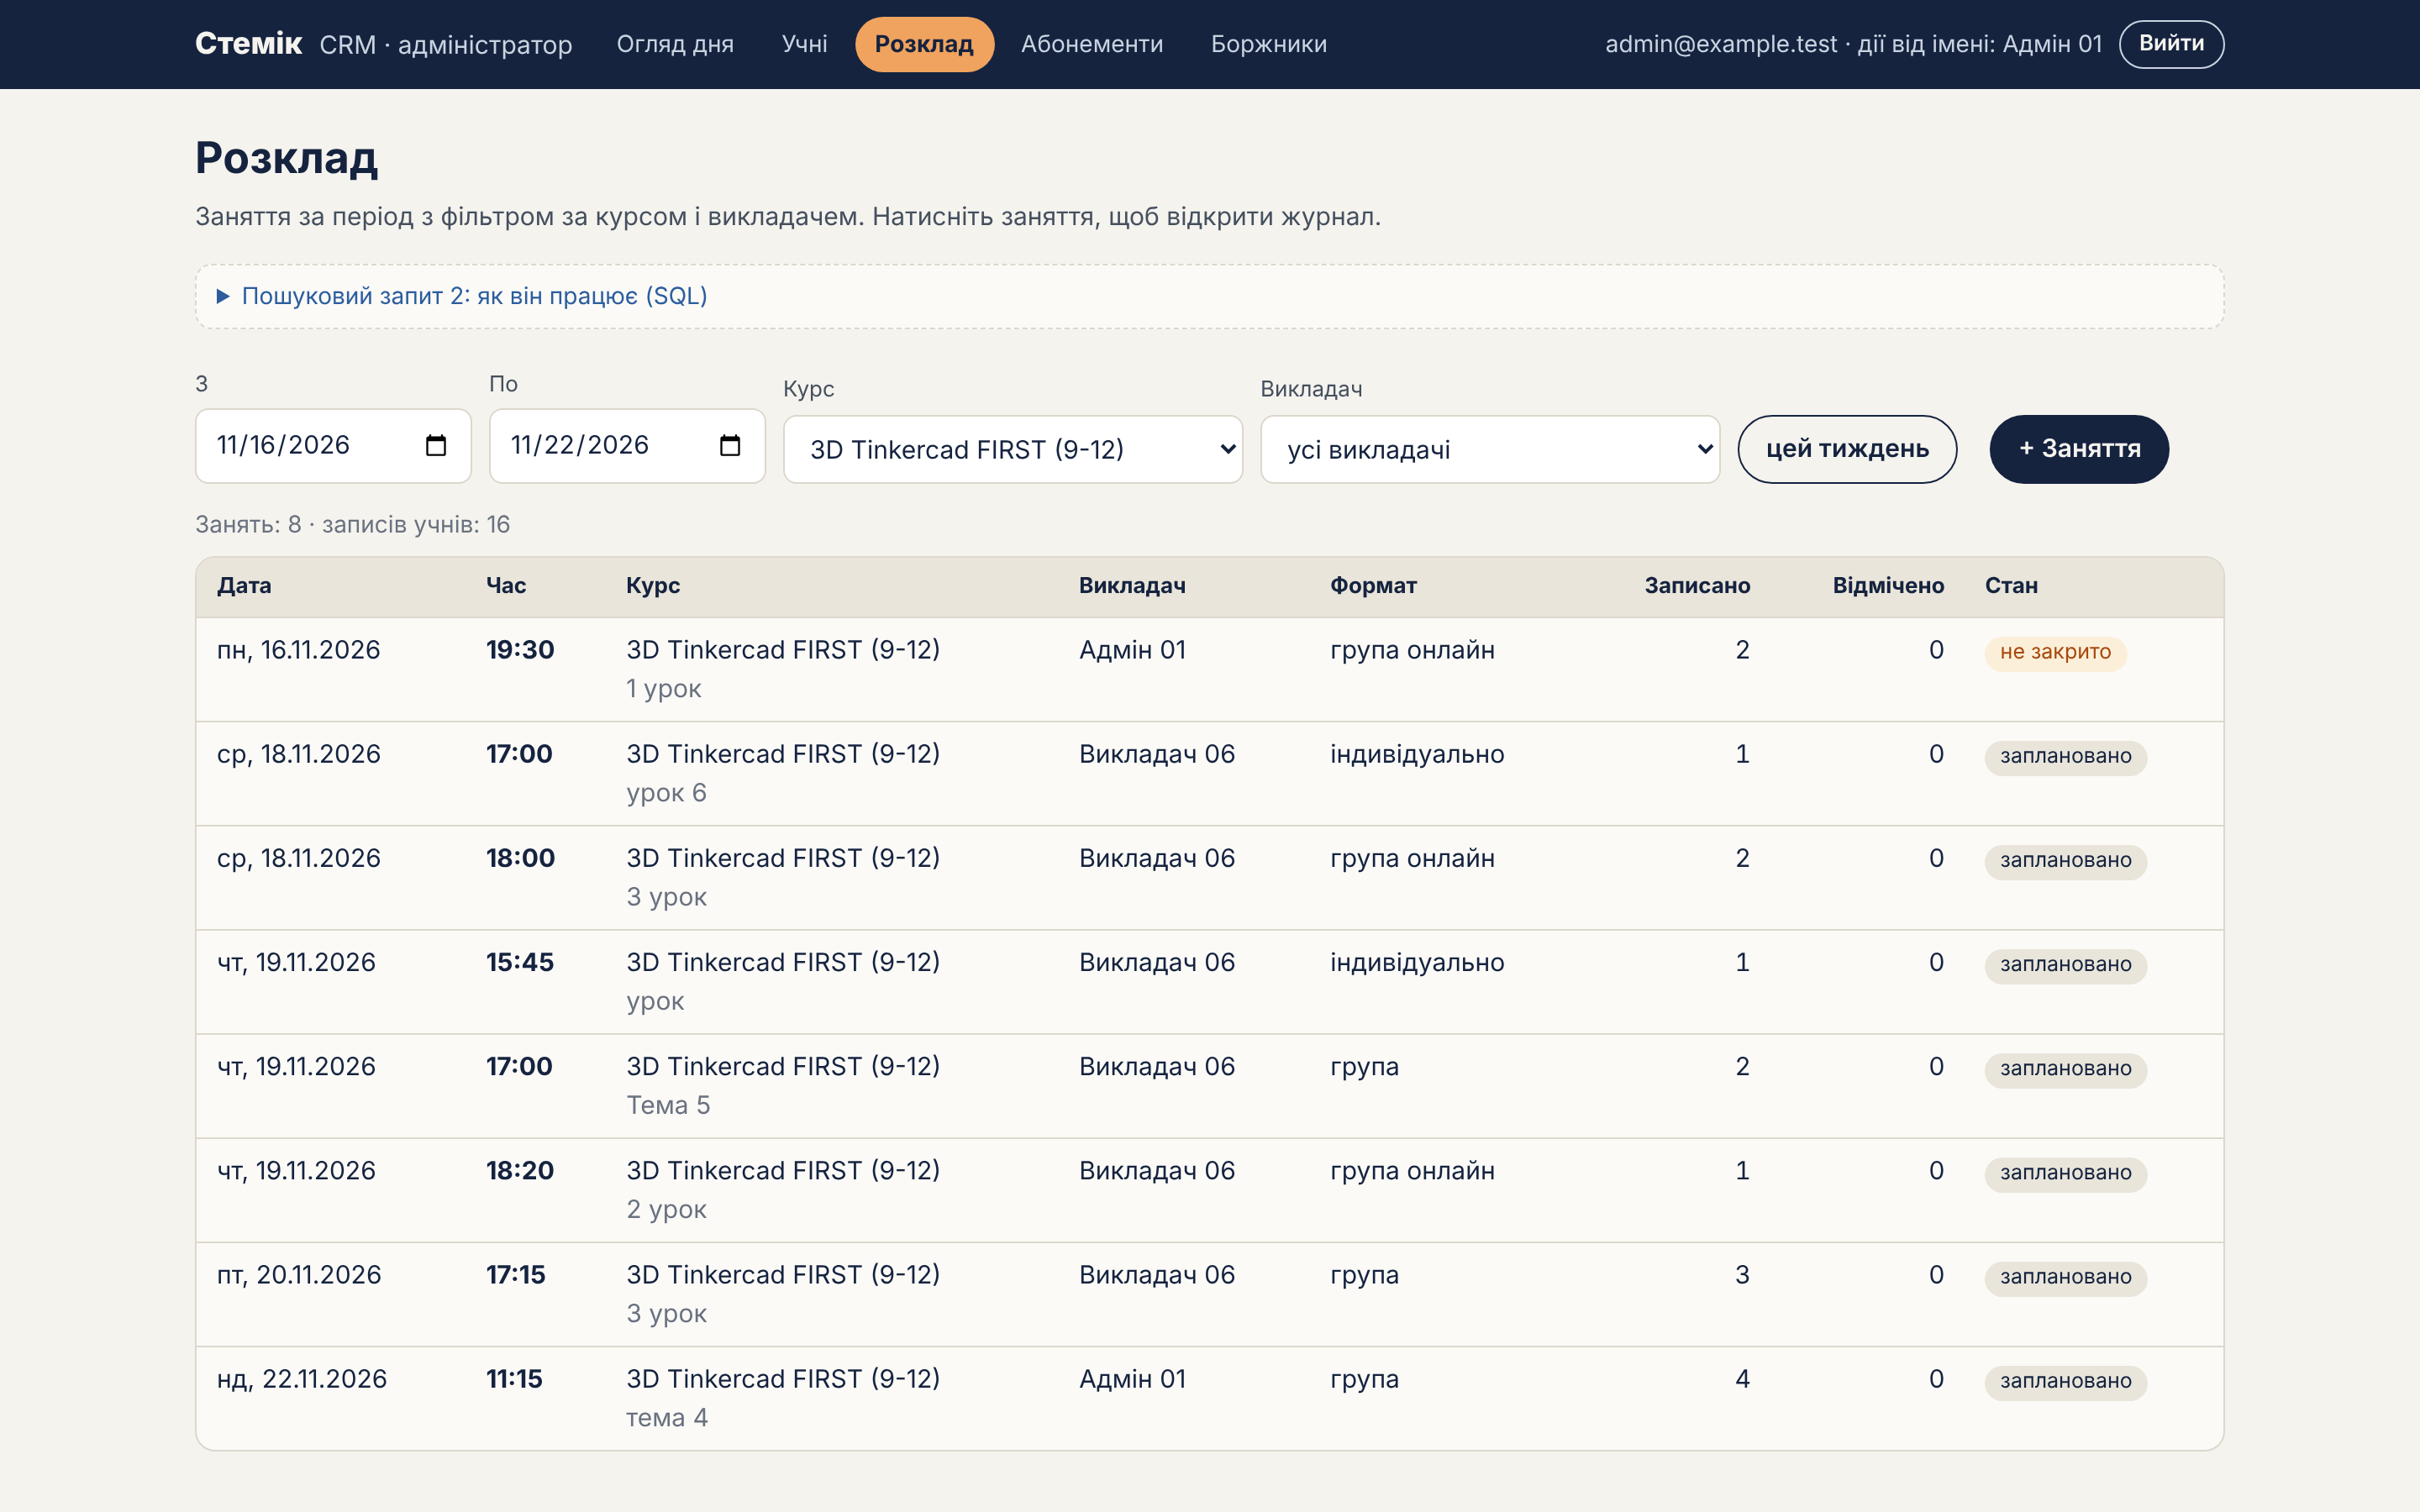 Стемік CRM · адміністратор Огляд дня Учні Розклад Абонементи Боржники admin@example.test · дії від імені: Адмін 01 Вийти
Розклад
Заняття за період з фільтром за курсом і викладачем. Натисніть заняття, щоб відкрити журнал.
Пошуковий запит 2: як він працює (SQL)
З По Курс Викладач
11/16/2026 11/22/2026 3D Tinkercad FIRST (9-12) усі викладачі цей тиждень + Заняття
Занять: 8 · записів учнів: 16
Дата Час Курс Викладач Формат Записано Відмічено Стан
пн, 16.11.2026 19:30 3D Tinkercad FIRST (9-12) Адмін 01 група онлайн 2 0 не закрито
1 урок
ср, 18.11.2026 17:00 3D Tinkercad FIRST (9-12) Викладач 06 індивідуально 1 0 заплановано
урок 6
ср, 18.11.2026 18:00 3D Tinkercad FIRST (9-12) Викладач 06 група онлайн 2 0 заплановано
3 урок
чт, 19.11.2026 15:45 3D Tinkercad FIRST (9-12) Викладач 06 індивідуально 1 0 заплановано
урок
чт, 19.11.2026 17:00 3D Tinkercad FIRST (9-12) Викладач 06 група 2 0 заплановано
Тема 5
чт, 19.11.2026 18:20 3D Tinkercad FIRST (9-12) Викладач 06 група онлайн 1 0 заплановано
2 урок
пт, 20.11.2026 17:15 3D Tinkercad FIRST (9-12) Викладач 06 група 3 0 заплановано
3 урок
нд, 22.11.2026 11:15 3D Tinkercad FIRST (9-12) Адмін 01 група 4 0 заплановано
тема 4